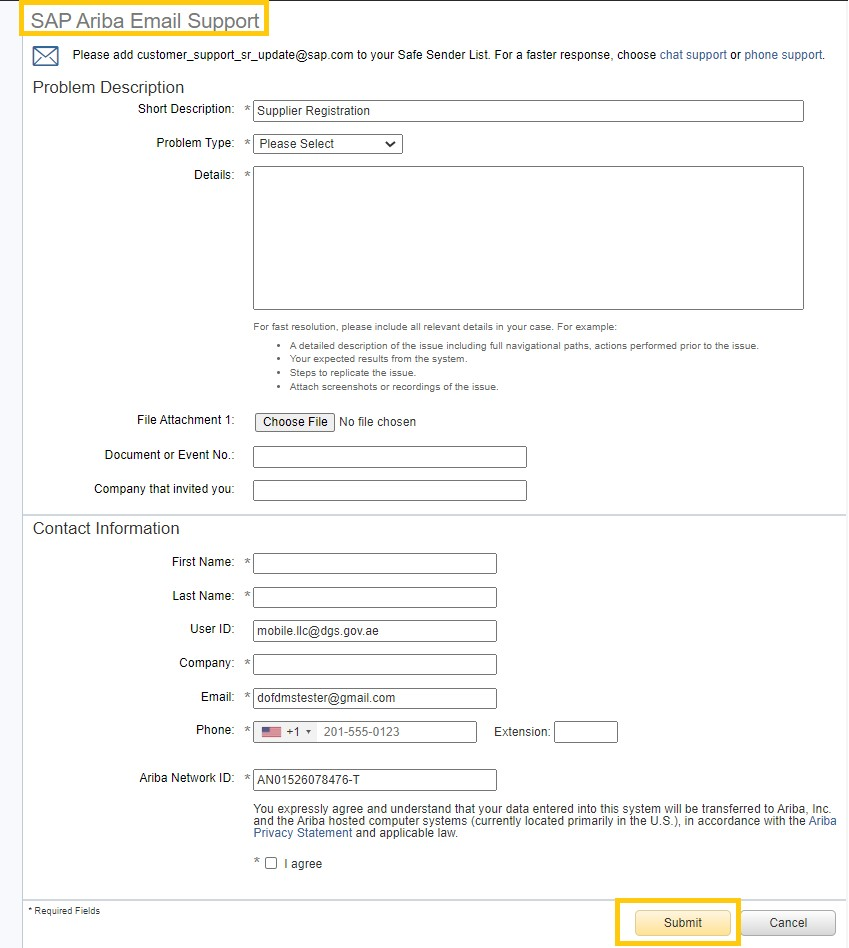 SAP Ariba Email Support
Please add customer_support_sr_update@sap.com to your Safe Sender List. For a faster response, choose chat support or phone support.
Problem Description
Short Description: * Supplier Registration
Problem Type: * Please Select
Details: *
For fast resolution, please include all relevant details in your case. For example:
• A detailed description of the issue including full navigational paths, actions performed prior to the issue.
• Your expected results from the system.
• Steps to replicate the issue.
• Attach screenshots or recordings of the issue.
File Attachment 1: Choose File No file chosen
Document or Event No.:
Company that invited you:
Contact Information
First Name: *
Last Name: *
User ID: mobile.llc@dgs.gov.ae
Company: *
Email: * dofdmstester@gmail.com
Phone: * +1 201-555-0123 Extension:
Ariba Network ID: * AN01526078476-T
You expressly agree and understand that your data entered into this system will be transferred to Ariba, Inc.
and the Ariba hosted computer systems (currently located primarily in the U.S.), in accordance with the Ariba
Privacy Statement and applicable law.
* I agree
* Required Fields
Submit Cancel